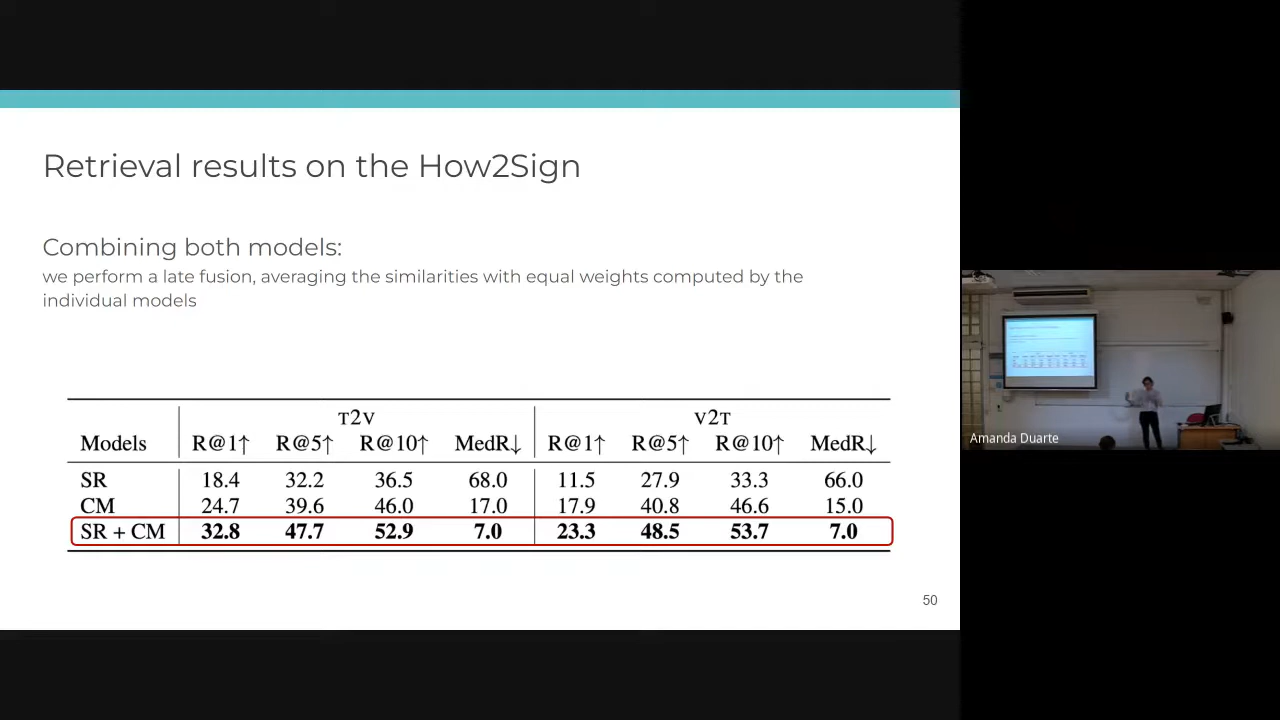 Retrieval results on the How2Sign
Combining both models:
we perform a late fusion, averaging the similarities with equal weights computed by the
individual models
T2V V2T
Models R@1↑ R@5↑ R@10↑ MedR↓ R@1↑ R@5↑ R@10↑ MedR↓
SR 18.4 32.2 36.5 68.0 11.5 27.9 33.3 66.0
CM 24.7 39.6 46.0 17.0 17.9 40.8 46.6 15.0
SR + CM 32.8 47.7 52.9 7.0 23.3 48.5 53.7 7.0
50
Amanda Duarte